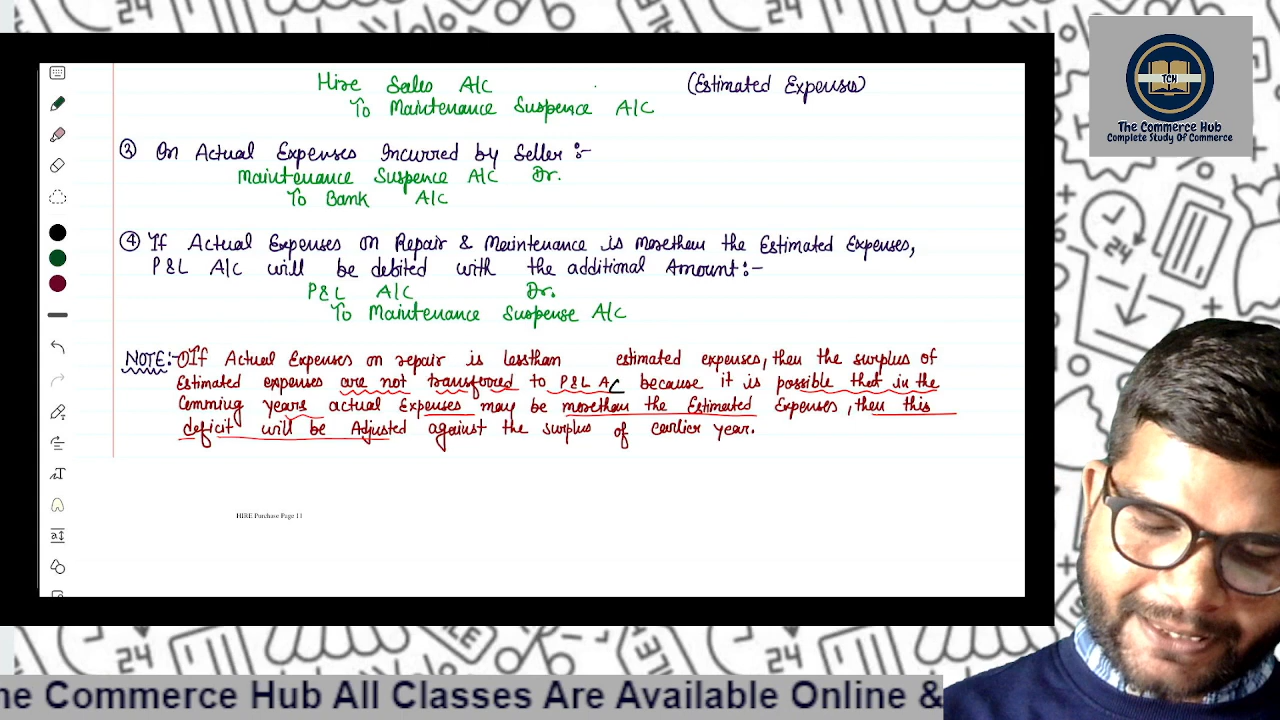 Hire Sales A/C (Estimated Expenses)
To Maintenance Suspence A/C
③ On Actual Expenses Incurred by Seller :-
Maintenance Suspence A/C Dr.
To Bank A/C
④ If Actual Expenses on Repair & Maintenance is morethan the Estimated Expenses,
P&L A/C will be debited with the additional Amount:-
P&L A/C Dr.
To Maintenance Suspense A/C
NOTE:- ① If Actual Expenses on repair is lessthan estimated expenses, then the surplus of
Estimated expenses are not transferred to P&L AC because it is possible that in the
Comming years actual Expenses may be morethan the Estimated Expenses, then this
deficit will be Adjusted against the surplus of earlier year.
HIRE Purchase Page 11
TCH
The Commerce Hub
Complete Study Of Commerce
he Commerce Hub All Classes Are Available Online &